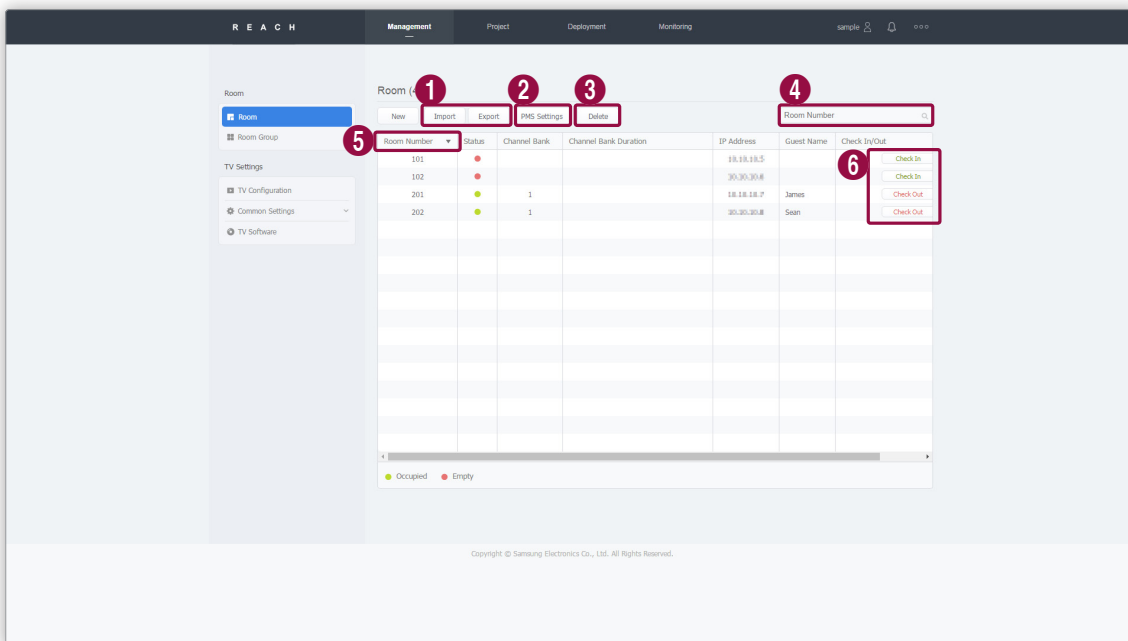 R E A C H Management Project Deployment Monitoring sample
Room
Room
Room Group
TV Settings
TV Configuration
Common Settings
TV Software
Room (4
1 2 3 4
New Import Export PMS Settings Delete Room Number
5
Room Number Status Channel Bank Channel Bank Duration IP Address Guest Name Check In/Out
6
101 Check In
102 Check In
201 1 James Check Out
202 1 Sean Check Out
Occupied Empty
Copyright © Samsung Electronics Co., Ltd. All Rights Reserved.